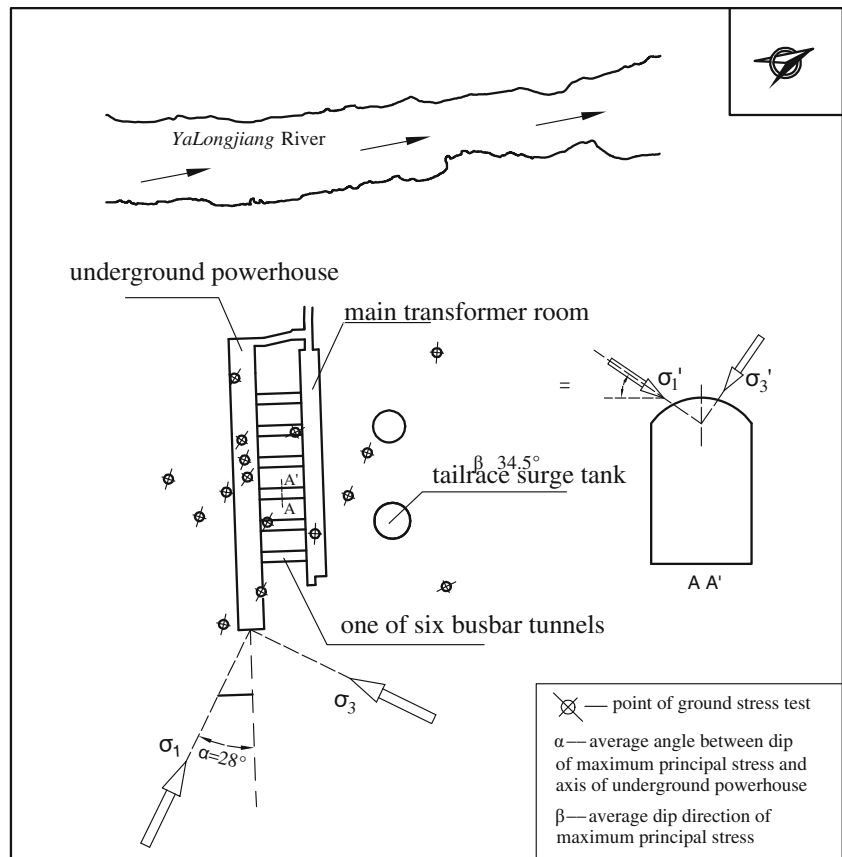 YaLongjiang River
underground powerhouse
main transformer room
=
σ1'
σ3'
β 34.5°
tailrace surge tank
A'
A
A A'
one of six busbar tunnels
σ3
σ1
α=28°
— point of ground stress test
α—average angle between dip
of maximum principal stress and
axis of underground powerhouse
β—average dip direction of
maximum principal stress